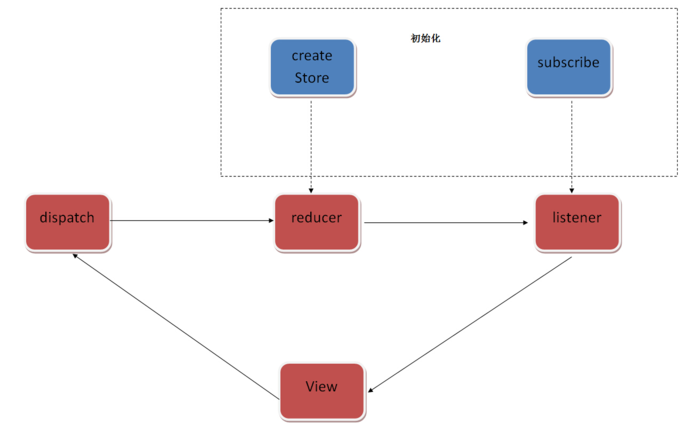 初始化
create
Store
subscribe
dispatch
reducer
listener
View